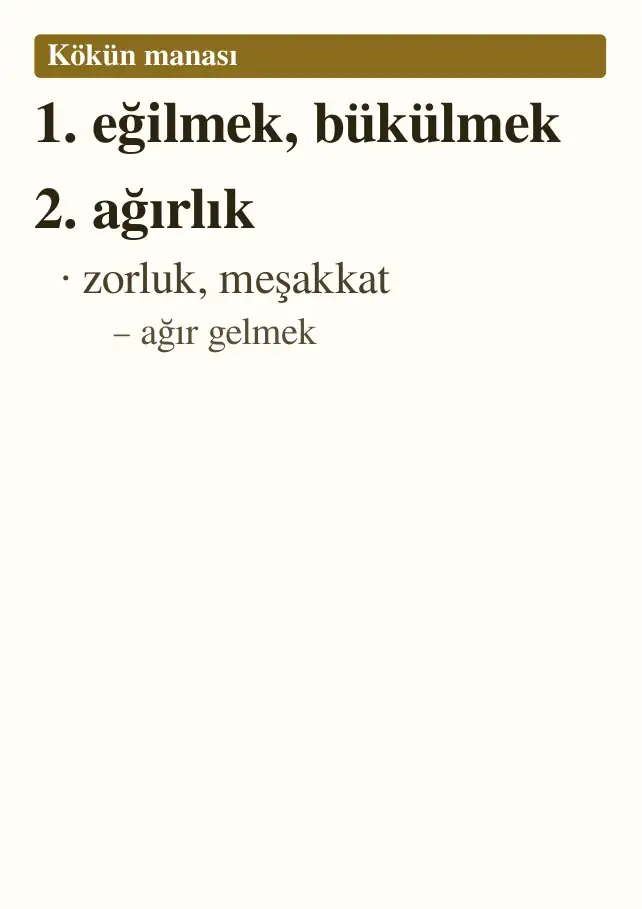 Kökün manası
1. eğilmek, bükülmek
2. ağırlık
· zorluk, meşakkat
– ağır gelmek